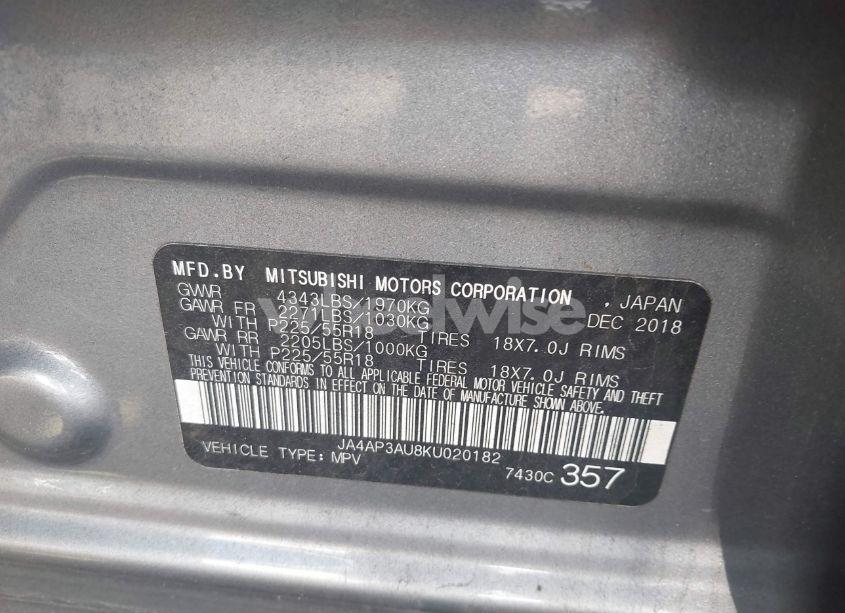 MFD.BY MITSUBISHI MOTORS CORPORATION , JAPAN
GVWR 4343LBS/1970KG DEC 2018
GAWR FR 2271LBS/1030KG
WITH P225/55R18 TIRES 18X7.0J RIMS
GAWR RR 2205LBS/1000KG
WITH P225/55R18 TIRES 18X7.0J RIMS
THIS VEHICLE CONFORMS TO ALL APPLICABLE FEDERAL MOTOR VEHICLE SAFETY AND THEFT
PREVENTION STANDARDS IN EFFECT ON THE DATE OF MANUFACTURE SHOWN ABOVE.
JA4AP3AU8KU020182
VEHICLE TYPE: MPV 7430C 357